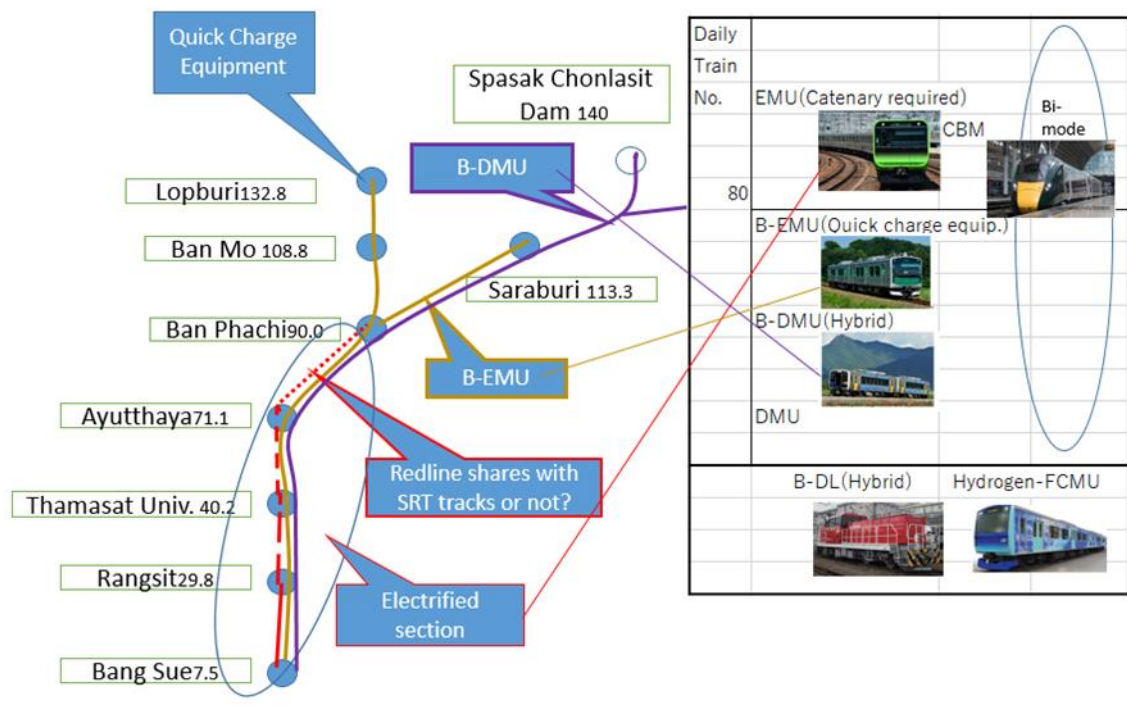 Quick Charge
Equipment
Spasak Chonlasit
Dam 140
B-DMU
Lopburi132.8
Ban Mo 108.8
Saraburi 113.3
Ban Phachi90.0
B-EMU
Ayutthaya71.1
Redline shares with
SRT tracks or not?
Thamasat Univ. 40.2
Rangsit29.8
Electrified
section
Bang Sue7.5
Daily
Train
No.
EMU(Catenary required)
CBM
Bi-
mode
80
B-EMU(Quick charge equip.)
B-DMU(Hybrid)
DMU
B-DL(Hybrid)
Hydrogen-FCMU